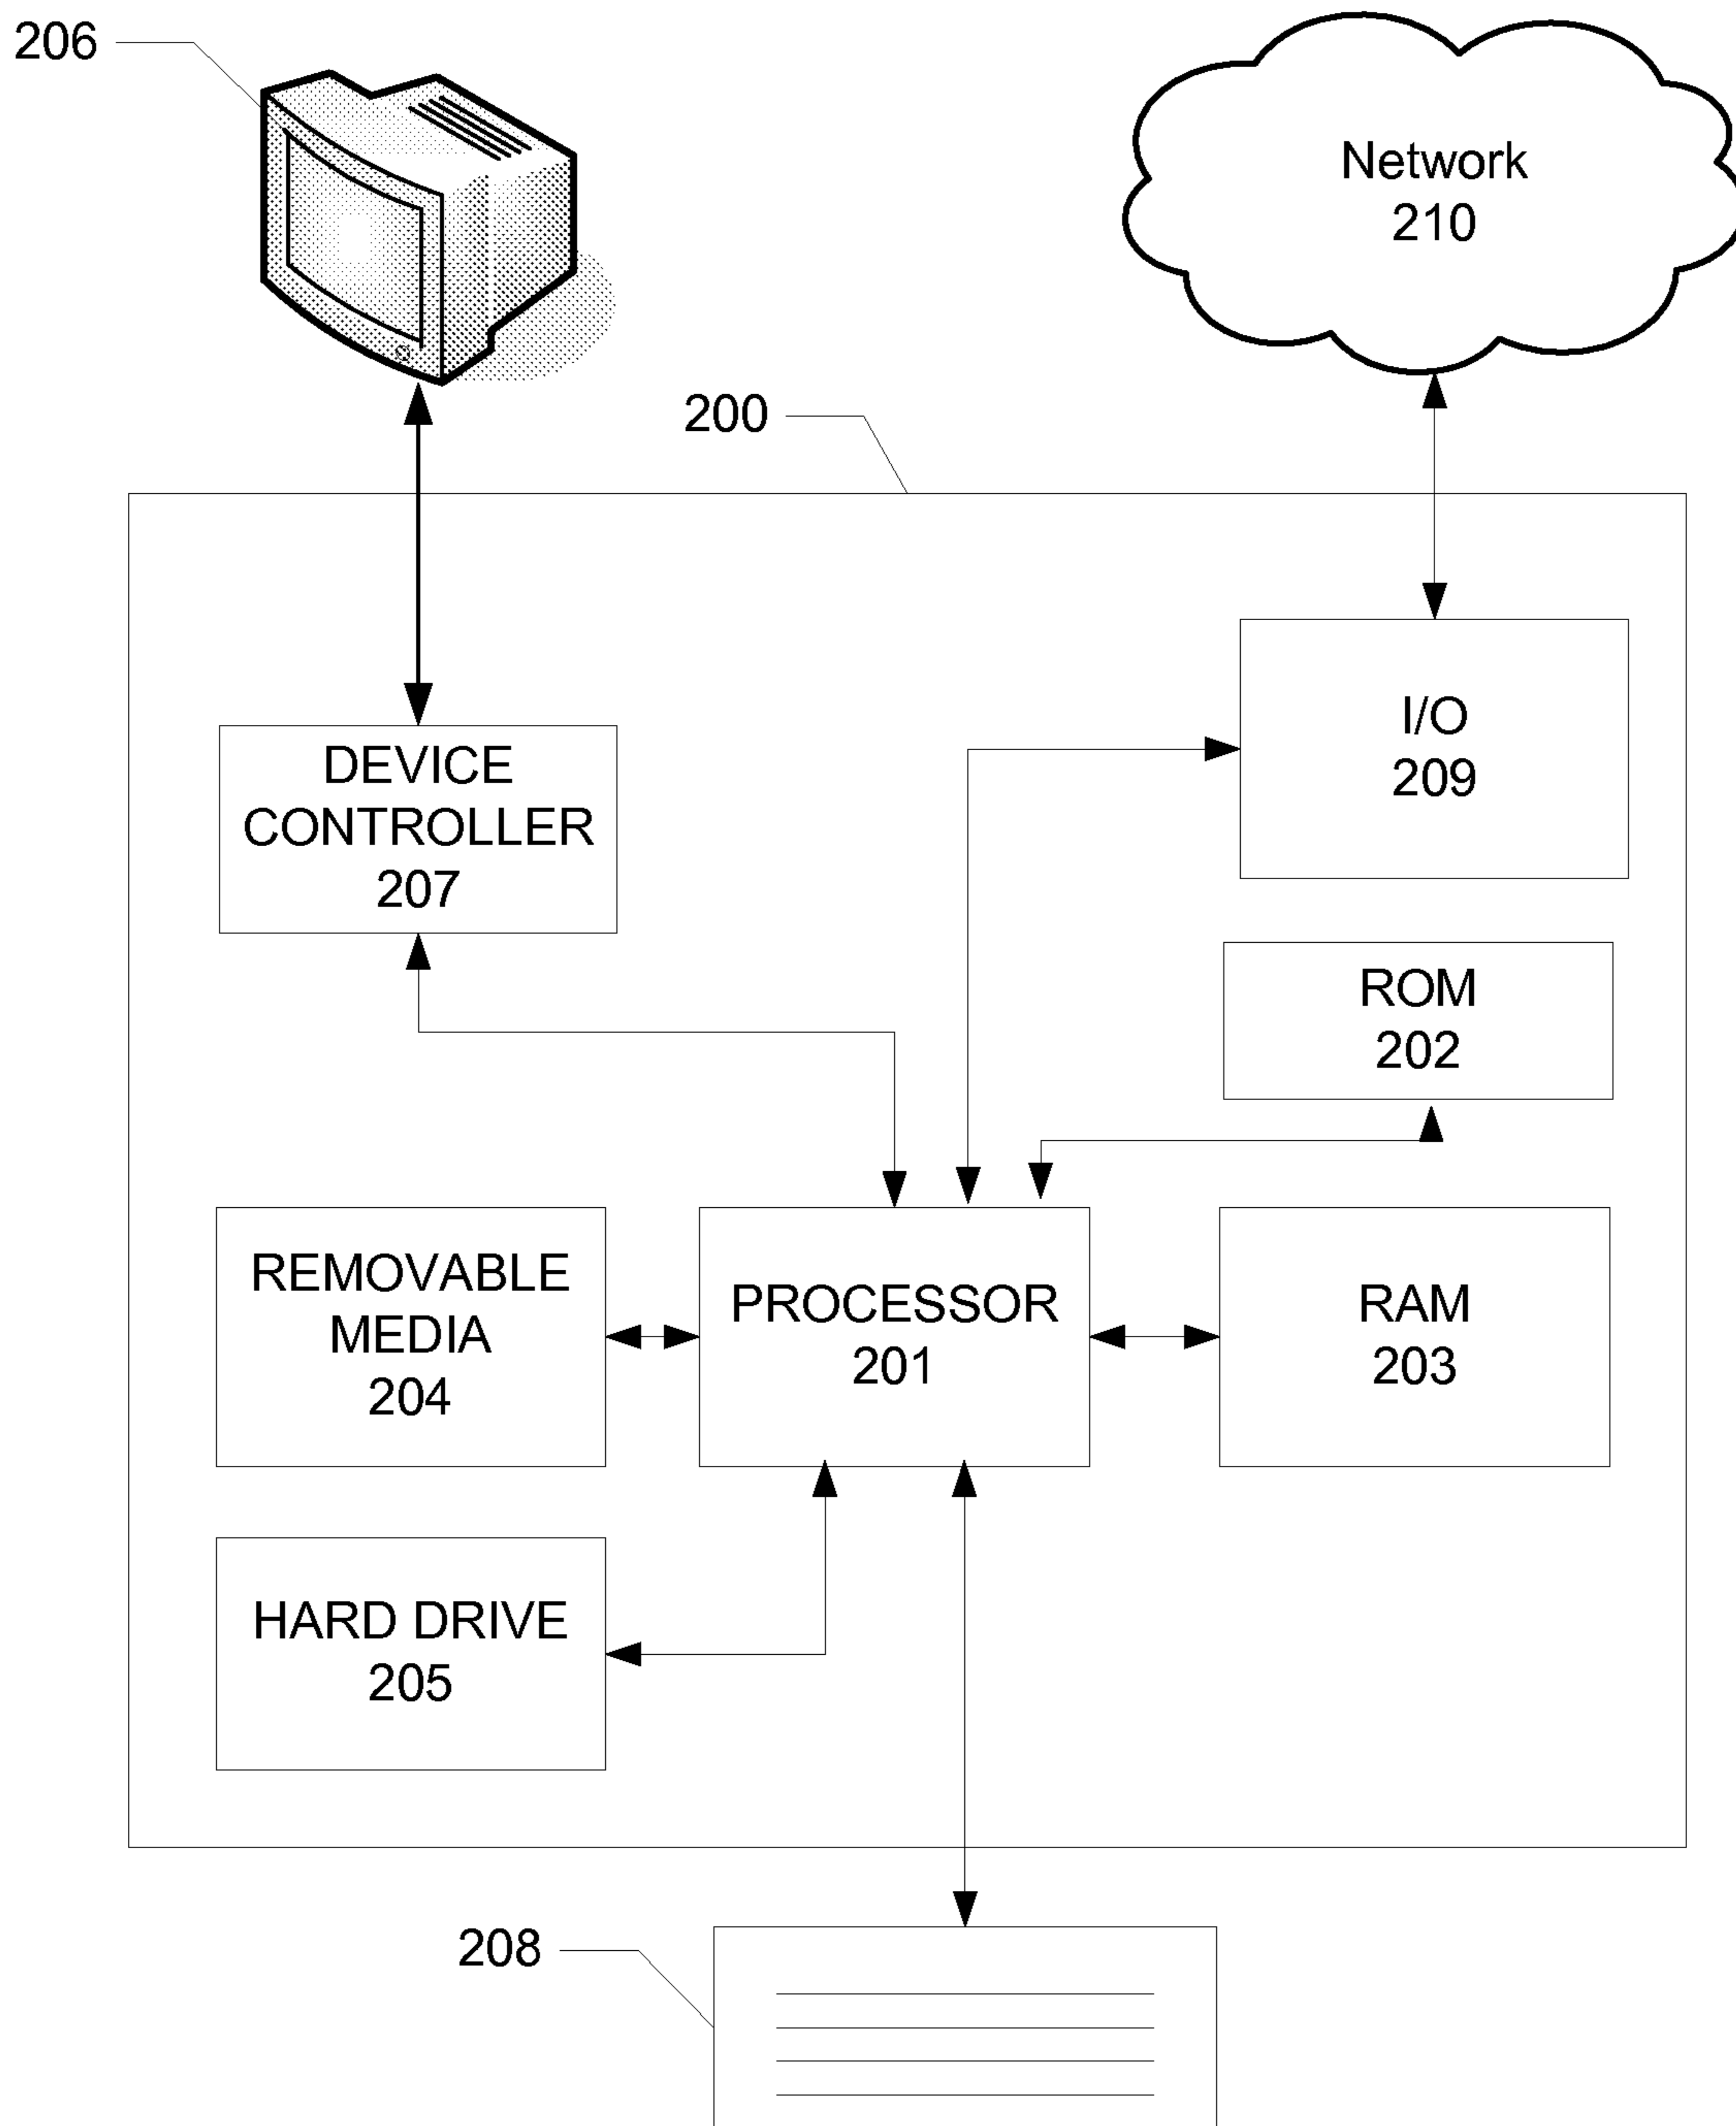 206
Network
210
200
DEVICE
CONTROLLER
207
I/O
209
ROM
202
REMOVABLE
MEDIA
204
PROCESSOR
201
RAM
203
HARD DRIVE
205
208